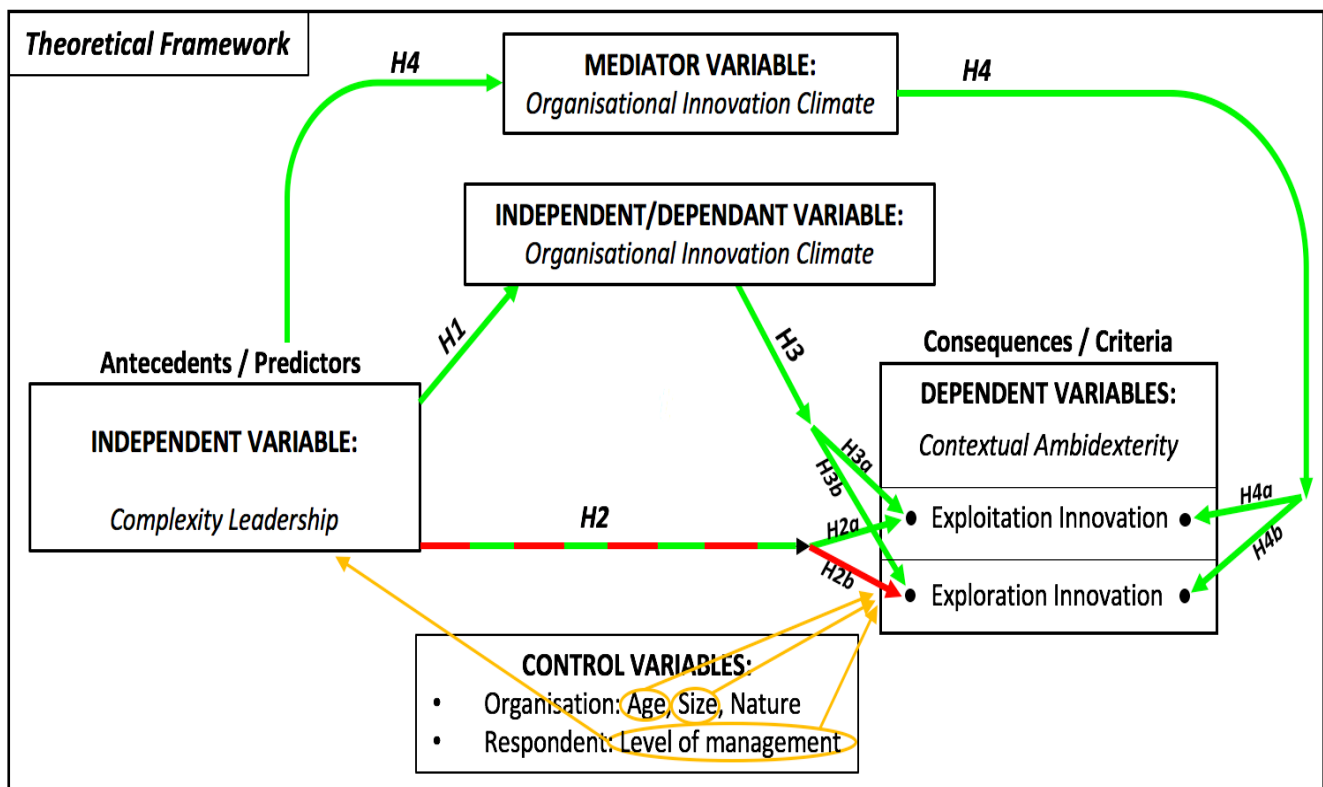 Theoretical Framework
H4
MEDIATOR VARIABLE:
Organisational Innovation Climate
H4
INDEPENDENT/DEPENDANT VARIABLE:
Organisational Innovation Climate
H1
H3
Antecedents / Predictors
INDEPENDENT VARIABLE:
Complexity Leadership
Consequences / Criteria
DEPENDENT VARIABLES:
Contextual Ambidexterity
H3a
H3b
H2
H2a
H2b
• Exploitation Innovation •
• Exploration Innovation •
H4a
H4b
CONTROL VARIABLES:
• Organisation: Age, Size, Nature
• Respondent: Level of management